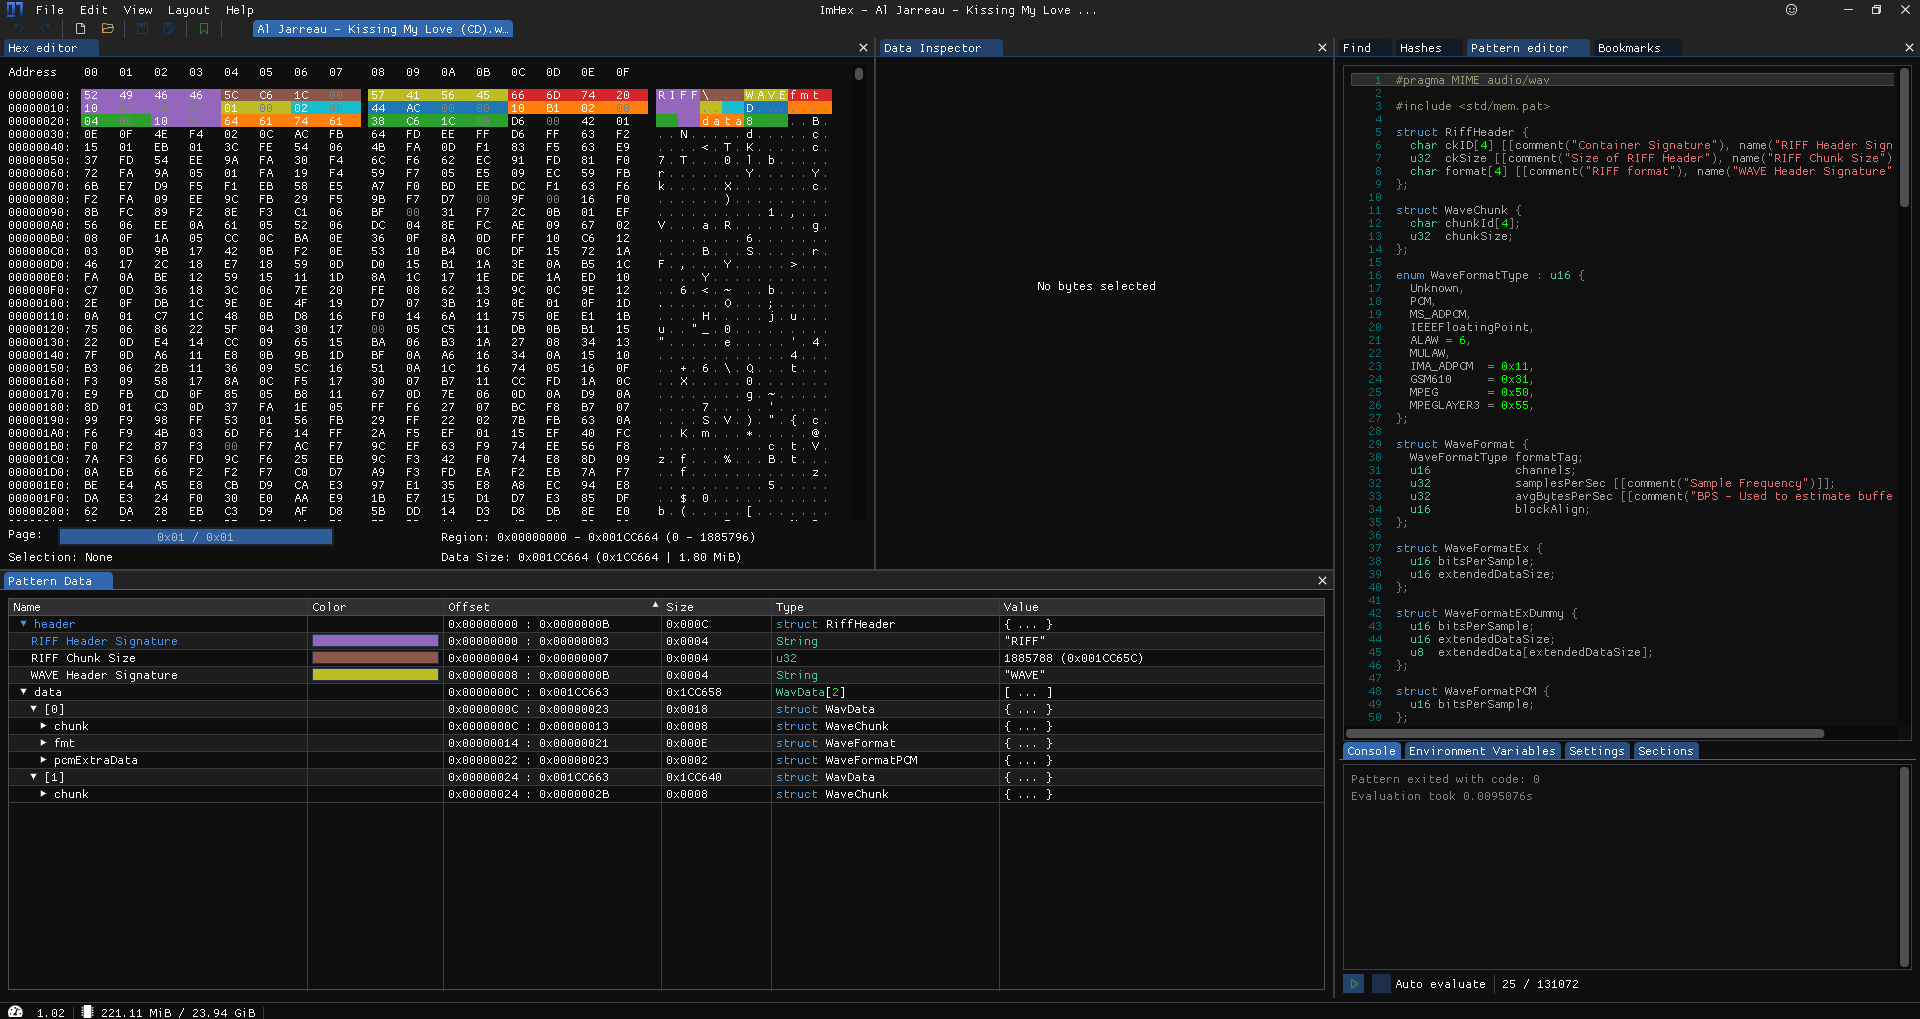 File Edit View Layout Help
ImHex - Al Jarreau - Kissing My Love ...
Al Jarreau - Kissing My Love (CD).w…
Hex editor
Address 00 01 02 03 04 05 06 07 08 09 0A 0B 0C 0D 0E 0F
00000000: 52 49 46 46 5C C6 1C 00 57 41 56 45 66 6D 74 20 RIFF\...WAVEfmt
00000010: 10 00 00 00 01 00 02 00 44 AC 00 00 10 B1 02 00
00000020: 04 00 10 00 64 61 74 61 38 C6 1C 00 D6 00 42 01
00000030: 0E 0F 4E F4 02 0C AC FB 64 FD EE FF D6 FF 63 F2
00000040: 15 01 EB 01 3C FE 54 06 4B FA 0D F1 83 F5 63 E9
00000050: 37 FD 54 EE 9A FA 30 F4 6C F6 62 EC 91 FD 81 F0
00000060: 72 FA 9A 05 01 FA 19 F4 59 F7 05 E5 09 EC 59 FB
00000070: 6B E7 D9 F5 F1 EB 58 E5 A7 F0 BD EE DC F1 63 F6
00000080: F2 FA 09 EE 9C FB 29 F5 9B F7 D7 00 9F 00 16 F0
00000090: 8B FC 89 F2 8E F3 C1 06 BF 00 31 F7 2C 0B 01 EF
000000A0: 56 06 EE 0A 61 05 52 06 DC 04 8E FC AE 09 67 02
000000B0: 08 0F 1A 05 CC 0C BA 0E 36 0F 8A 0D FF 10 C6 12
000000C0: 03 0D 9B 17 42 0B F2 0E 53 10 B4 0C DF 15 72 1A
000000D0: 46 17 2C 18 E7 18 59 0D D0 15 B1 1A 3E 0A B5 1C
000000E0: FA 0A BE 12 59 15 11 1D 8A 1C 17 1E DE 1A ED 10
000000F0: C7 0D 36 18 3C 06 7E 20 FE 08 62 13 9C 0C 9E 12
00000100: 2E 0F DB 1C 9E 0E 4F 19 D7 07 3B 19 0E 01 0F 1D
00000110: 0A 01 C7 1C 48 0B D8 16 F0 14 6A 11 75 0E E1 1B
00000120: 75 06 86 22 5F 04 30 17 00 05 C5 11 DB 0B B1 15
00000130: 22 0D E4 14 CC 09 65 15 BA 06 B3 1A 27 08 34 13
00000140: 7F 0D A6 11 E8 0B 9B 1D BF 0A A6 16 34 0A 15 10
00000150: B3 06 2B 11 36 09 5C 16 51 0A 1C 16 74 05 16 0F
00000160: F3 09 58 17 8A 0C F5 17 30 07 B7 11 CC FD 1A 0C
00000170: E9 FB CD 0F 85 05 B8 11 67 0D 7E 06 0D 0A D9 0A
00000180: 8D 01 C3 0D 37 FA 1E 05 FF F6 27 07 BC F8 B7 07
00000190: 99 F9 98 FF 53 01 56 FB 29 FF 22 02 7B FB 63 0A
000001A0: F6 F9 4B 03 6D F6 14 FF 2A F5 EF 01 15 EF 40 FC
000001B0: F0 F2 87 F3 00 F7 AC F7 9C EF 63 F9 74 EE 56 F8
000001C0: 7A F3 66 FD 9C F6 25 EB 9C F3 42 F0 74 E8 8D 09
000001D0: 0A EB 66 F2 F2 F7 C0 D7 A9 F3 FD EA F2 EB 7A F7
000001E0: BE E4 A5 E8 CB D9 CA E3 97 E1 35 E8 A8 EC 94 E8
000001F0: DA E3 24 F0 30 E0 AA E9 1B E7 15 D1 D7 E3 85 DF
00000200: 62 DA 28 EB C3 D9 AF D8 5B DD 14 D3 D8 DB 8E E0
Page: 0x01 / 0x01
Region: 0x00000000 - 0x001CC664 (0 - 1885796)
Selection: None
Data Size: 0x001CC664 (0x1CC664 | 1.80 MiB)
Data Inspector
No bytes selected
Pattern Data
Name Color Offset Size Type Value
header 0x00000000 : 0x0000000B 0x000C struct RiffHeader { ... }
RIFF Header Signature 0x00000000 : 0x00000003 0x0004 String "RIFF"
RIFF Chunk Size 0x00000004 : 0x00000007 0x0004 u32 1885788 (0x001CC65C)
WAVE Header Signature 0x00000008 : 0x0000000B 0x0004 String "WAVE"
data 0x0000000C : 0x001CC663 0x1CC658 WavData[2] [ ... ]
[0] 0x0000000C : 0x00000023 0x0018 struct WavData { ... }
chunk 0x0000000C : 0x00000013 0x0008 struct WaveChunk { ... }
fmt 0x00000014 : 0x00000021 0x000E struct WaveFormat { ... }
pcmExtraData 0x00000022 : 0x00000023 0x0002 struct WaveFormatPCM { ... }
[1] 0x00000024 : 0x001CC663 0x1CC640 struct WavData { ... }
chunk 0x00000024 : 0x0000002B 0x0008 struct WaveChunk { ... }
Find Hashes Pattern editor Bookmarks
1 #pragma MIME audio/wav
2
3 #include <std/mem.pat>
4
5 struct RiffHeader {
6 char ckID[4] [[comment("Container Signature"), name("RIFF Header Sign
7 u32 ckSize [[comment("Size of RIFF Header"), name("RIFF Chunk Size")
8 char format[4] [[comment("RIFF format"), name("WAVE Header Signature"
9 };
10
11 struct WaveChunk {
12 char chunkId[4];
13 u32 chunkSize;
14 };
15
16 enum WaveFormatType : u16 {
17 Unknown,
18 PCM,
19 MS_ADPCM,
20 IEEEFloatingPoint,
21 ALAW = 6,
22 MULAW,
23 IMA_ADPCM = 0x11,
24 GSM610 = 0x31,
25 MPEG = 0x50,
26 MPEGLAYER3 = 0x55,
27 };
28
29 struct WaveFormat {
30 WaveFormatType formatTag;
31 u16 channels;
32 u32 samplesPerSec [[comment("Sample Frequency")]];
33 u32 avgBytesPerSec [[comment("BPS - Used to estimate buffe
34 u16 blockAlign;
35 };
36
37 struct WaveFormatEx {
38 u16 bitsPerSample;
39 u16 extendedDataSize;
40 };
41
42 struct WaveFormatExDummy {
43 u16 bitsPerSample;
44 u16 extendedDataSize;
45 u8 extendedData[extendedDataSize];
46 };
47
48 struct WaveFormatPCM {
49 u16 bitsPerSample;
50 };
Console Environment Variables Settings Sections
Pattern exited with code: 0
Evaluation took 0.0095076s
Auto evaluate 25 / 131072
1.02 221.11 MiB / 23.94 GiB